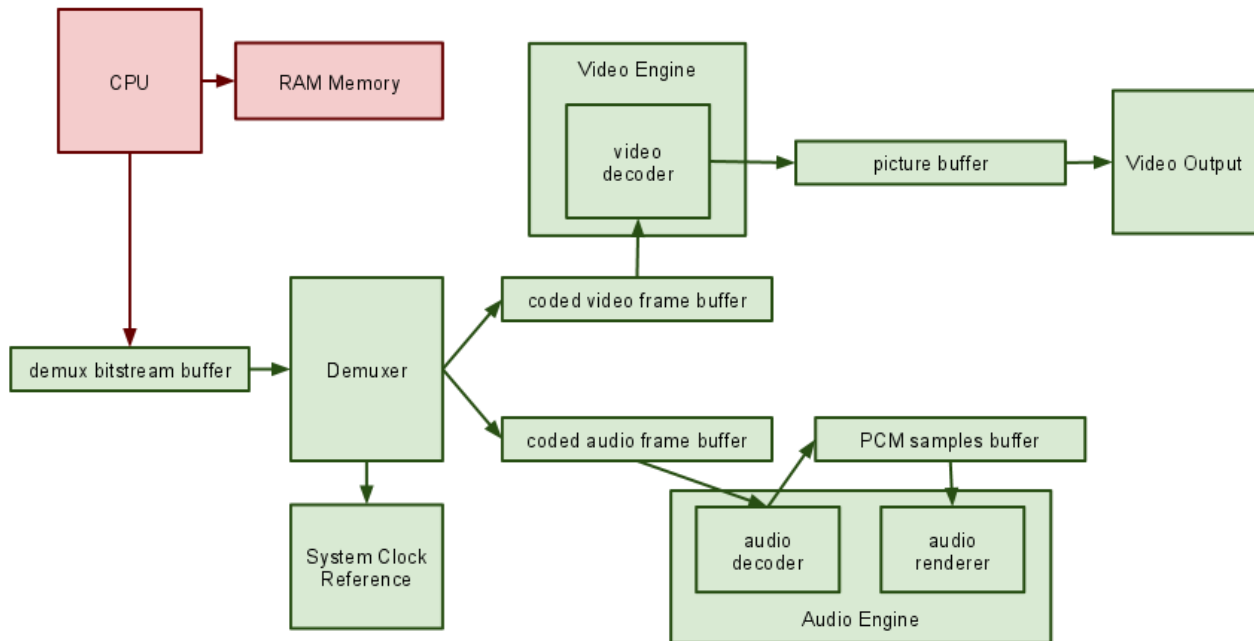 CPU
RAM Memory
Video Engine
video
decoder
picture buffer
Video Output
demux bitstream buffer
Demuxer
coded video frame buffer
coded audio frame buffer
PCM samples buffer
System Clock
Reference
audio
decoder
audio
renderer
Audio Engine